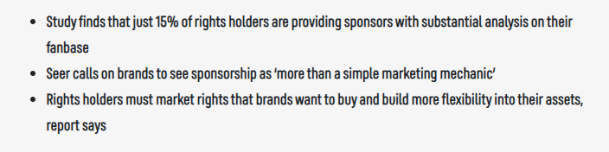 • Study finds that just 15% of rights holders are providing sponsors with substantial analysis on their
fanbase
• Seer calls on brands to see sponsorship as ‘more than a simple marketing mechanic’
• Rights holders must market rights that brands want to buy and build more flexibility into their assets,
report says